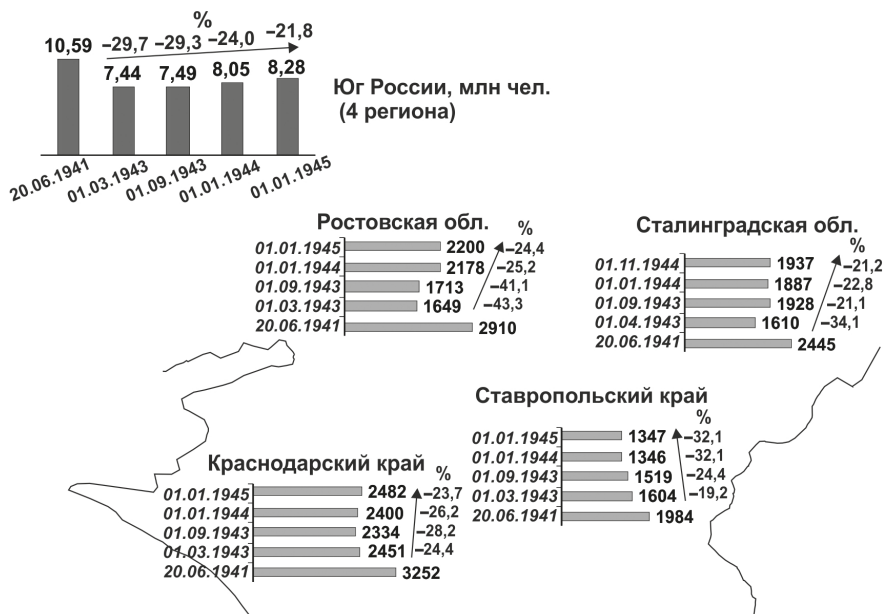 %
10,59 –29,7 –29,3 –24,0 –21,8
7,44 7,49 8,05 8,28
Юг России, млн чел.
(4 региона)
20.06.1941 01.03.1943 01.09.1943 01.01.1944 01.01.1945
Ростовская обл.
%
01.01.1945 2200 –24,4
01.01.1944 2178 –25,2
01.09.1943 1713 –41,1
01.03.1943 1649 –43,3
20.06.1941 2910
Сталинградская обл.
%
01.11.1944 1937 –21,2
01.01.1944 1887 –22,8
01.09.1943 1928 –21,1
01.04.1943 1610 –34,1
20.06.1941 2445
Ставропольский край
%
01.01.1945 1347 –32,1
01.01.1944 1346 –32,1
01.09.1943 1519 –24,4
01.03.1943 1604 –19,2
20.06.1941 1984
Краснодарский край %
01.01.1945 2482 –23,7
01.01.1944 2400 –26,2
01.09.1943 2334 –28,2
01.03.1943 2451 –24,4
20.06.1941 3252